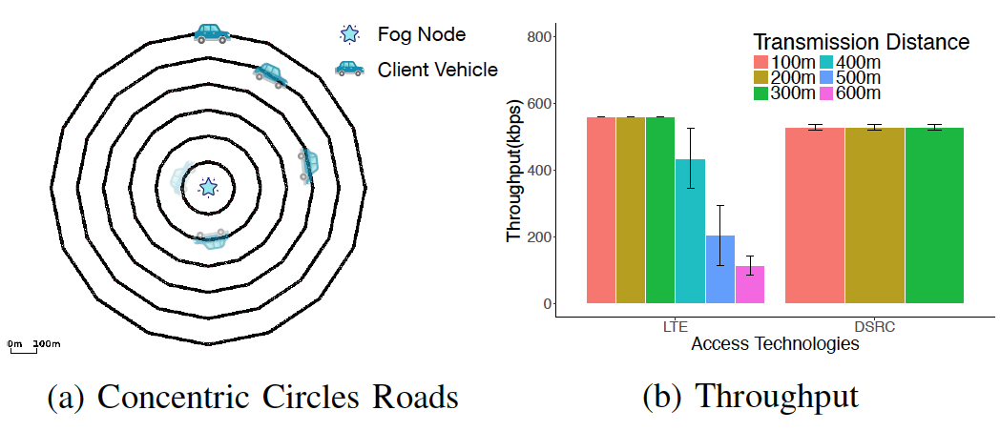 Fog Node
Client Vehicle
0m 100m
(a) Concentric Circles Roads
Transmission Distance
100m 400m
200m 500m
300m 600m
Throughput(kbps)
800
600
400
200
0
LTE DSRC
Access Technologies
(b) Throughput